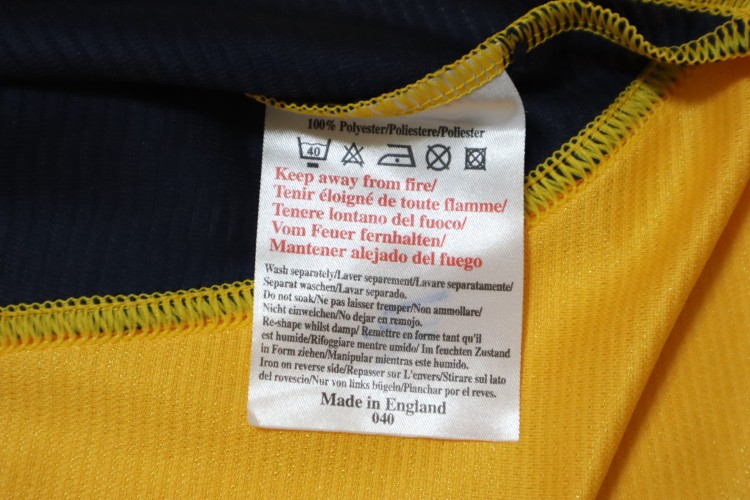 100% Polyester/Poliestere/Poliester
40
Keep away from fire/
Tenir éloigné de toute flamme/
Tenere lontano del fuoco/
Vom Feuer fernhalten/
Mantener alejado del fuego
Wash separately/Laver separement/Lavare separatamente/
Separat waschen/Lavar separado.
Do not soak/Ne pas laisser tremper/Non ammollare/
Nicht einweichen/No dejar en remojo.
Re-shape whilst damp/ Remettre en forme tant qu'il
est humide/Rifoggiare mentre umido/ Im feuchten Zustand
in Form ziehen/Manipular mientras este humido.
Iron on reverse side/Repasser sur L'envers/Stirare sul lato
del rovescio/Nur von links bügeln/Planchar por el reves.
Made in England
040